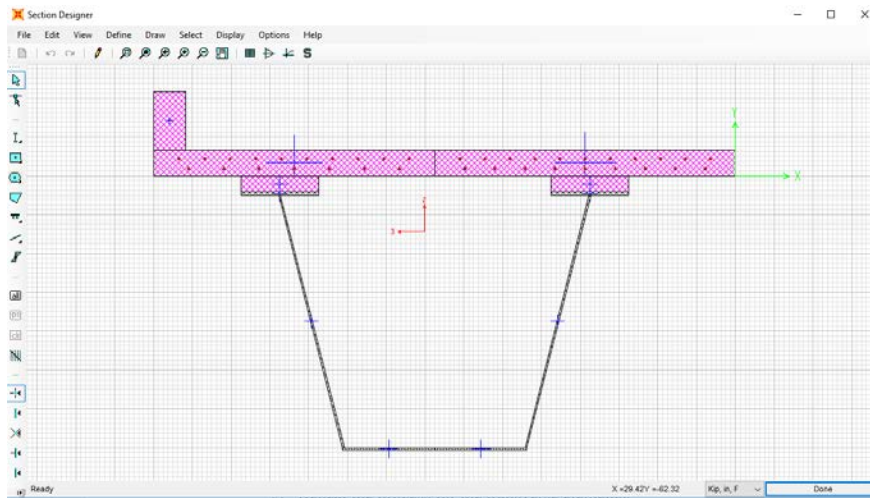 Section Designer
File Edit View Define Draw Select Display Options Help
Y
X
2
3
Ready X =29.42Y =-62.32 Kip, in, F Done